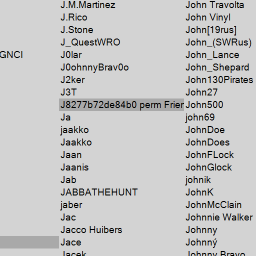 J.M.Martinez John Travolta
J.Rico John Vinyl
J.Stone John[19rus]
J_QuestWRO John_(SWRus)
GNCI J0lar John_Lance
J0ohnnyBrav0o John_Shepard
J2ker John130Pirates
J3T John27
J8277b72de84b0 perm Frier John500
Ja john69
jaakko JohnDoe
Jaakko JohnDoes
Jaan JohnFLock
Jaanis JohnGlock
Jab johnik
JABBATHEHUNT JohnK
jaber JohnMcClain
Jac Johnnie Walker
Jacco Huibers Johnny
Jace Johnný
Jacek Johnny Bravo